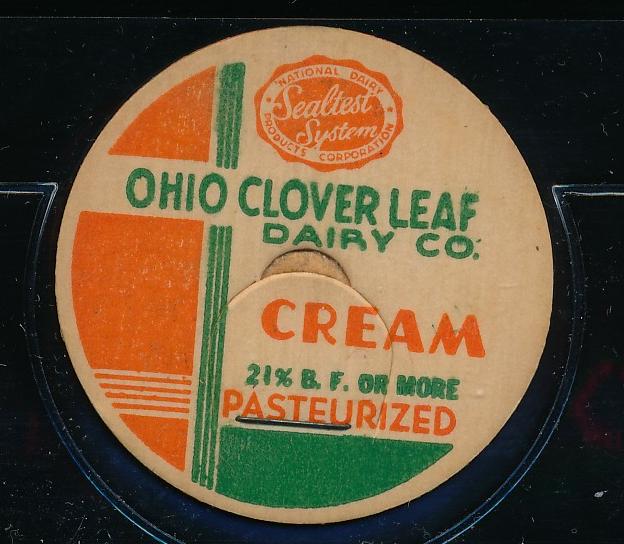 NATIONAL DAIRY
Sealtest
System
PRODUCTS CORPORATION
OHIO CLOVER LEAF
DAIRY CO.
CREAM
21% B. F. OR MORE
PASTEURIZED